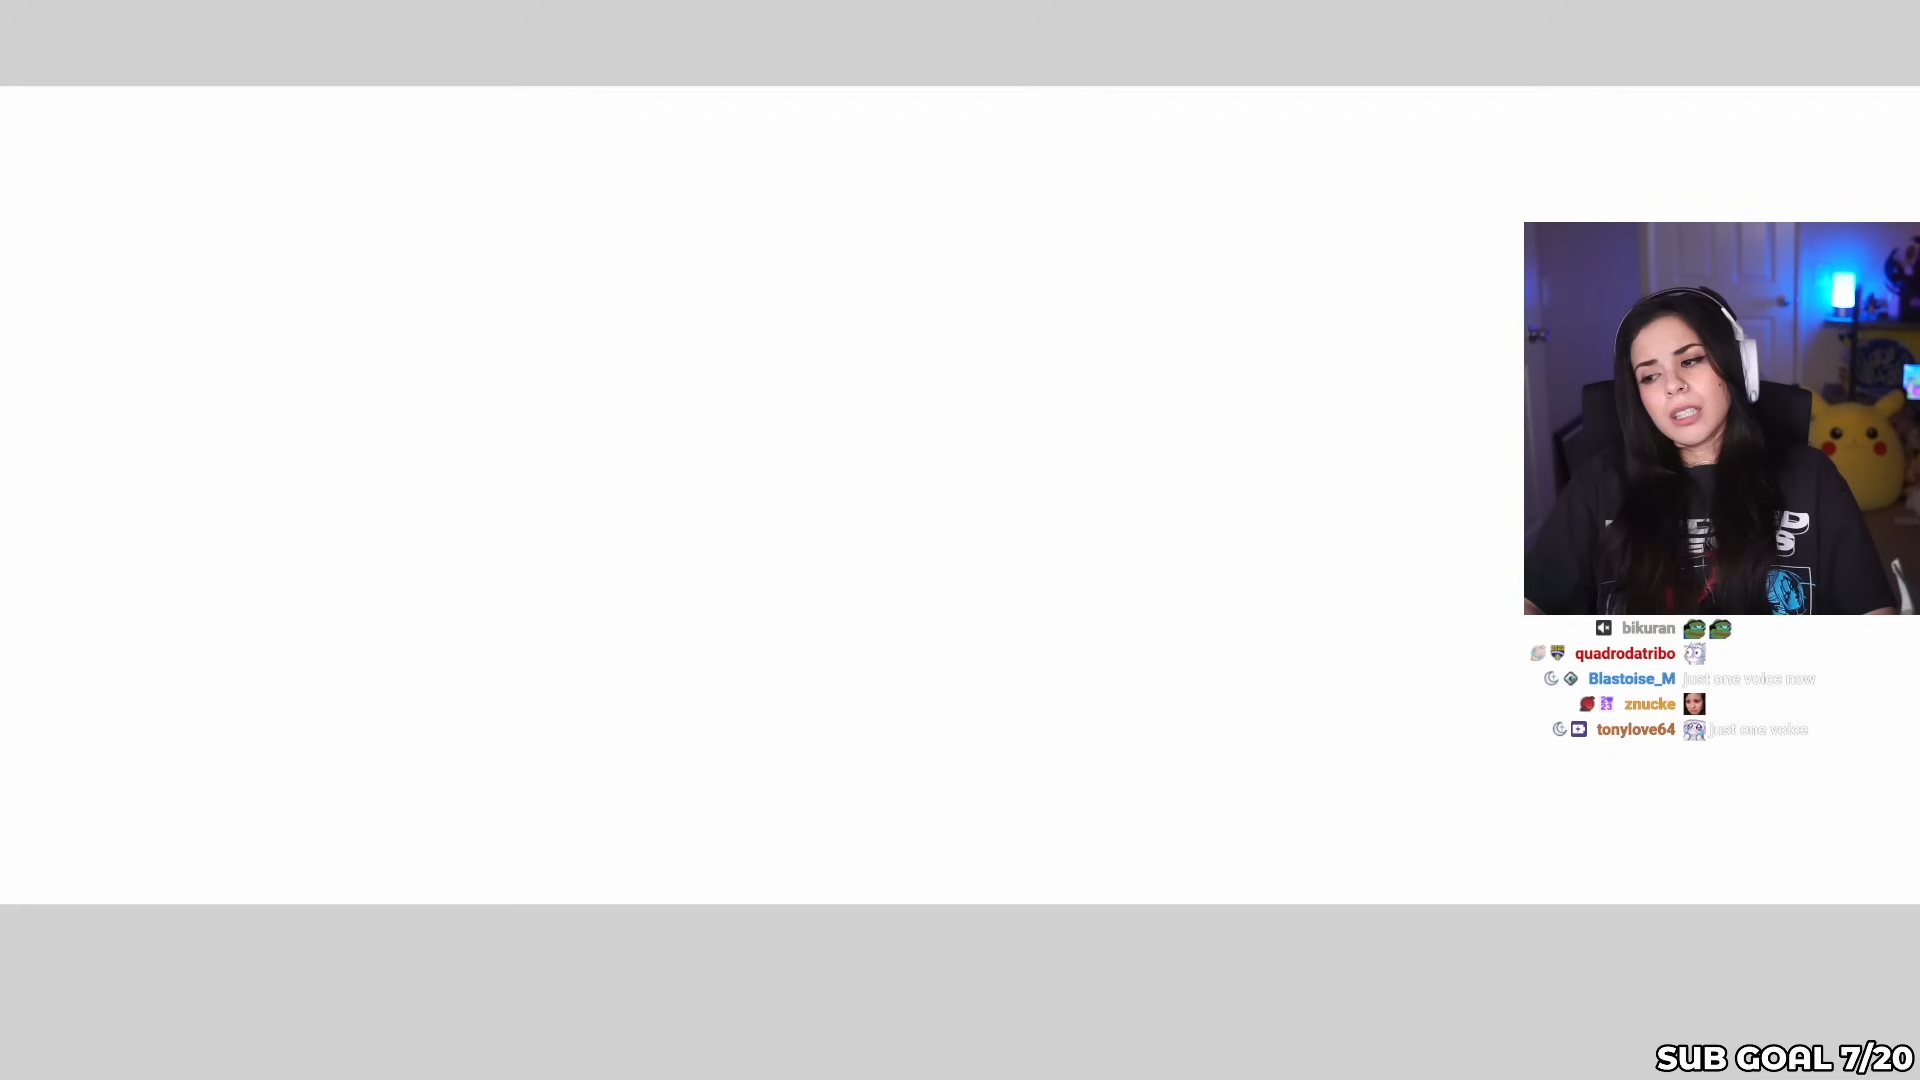 bikuran
quadrodatribo
Blastoise_M just one voice now
znucke
tonylove64 just one voice
SUB GOAL 7/20